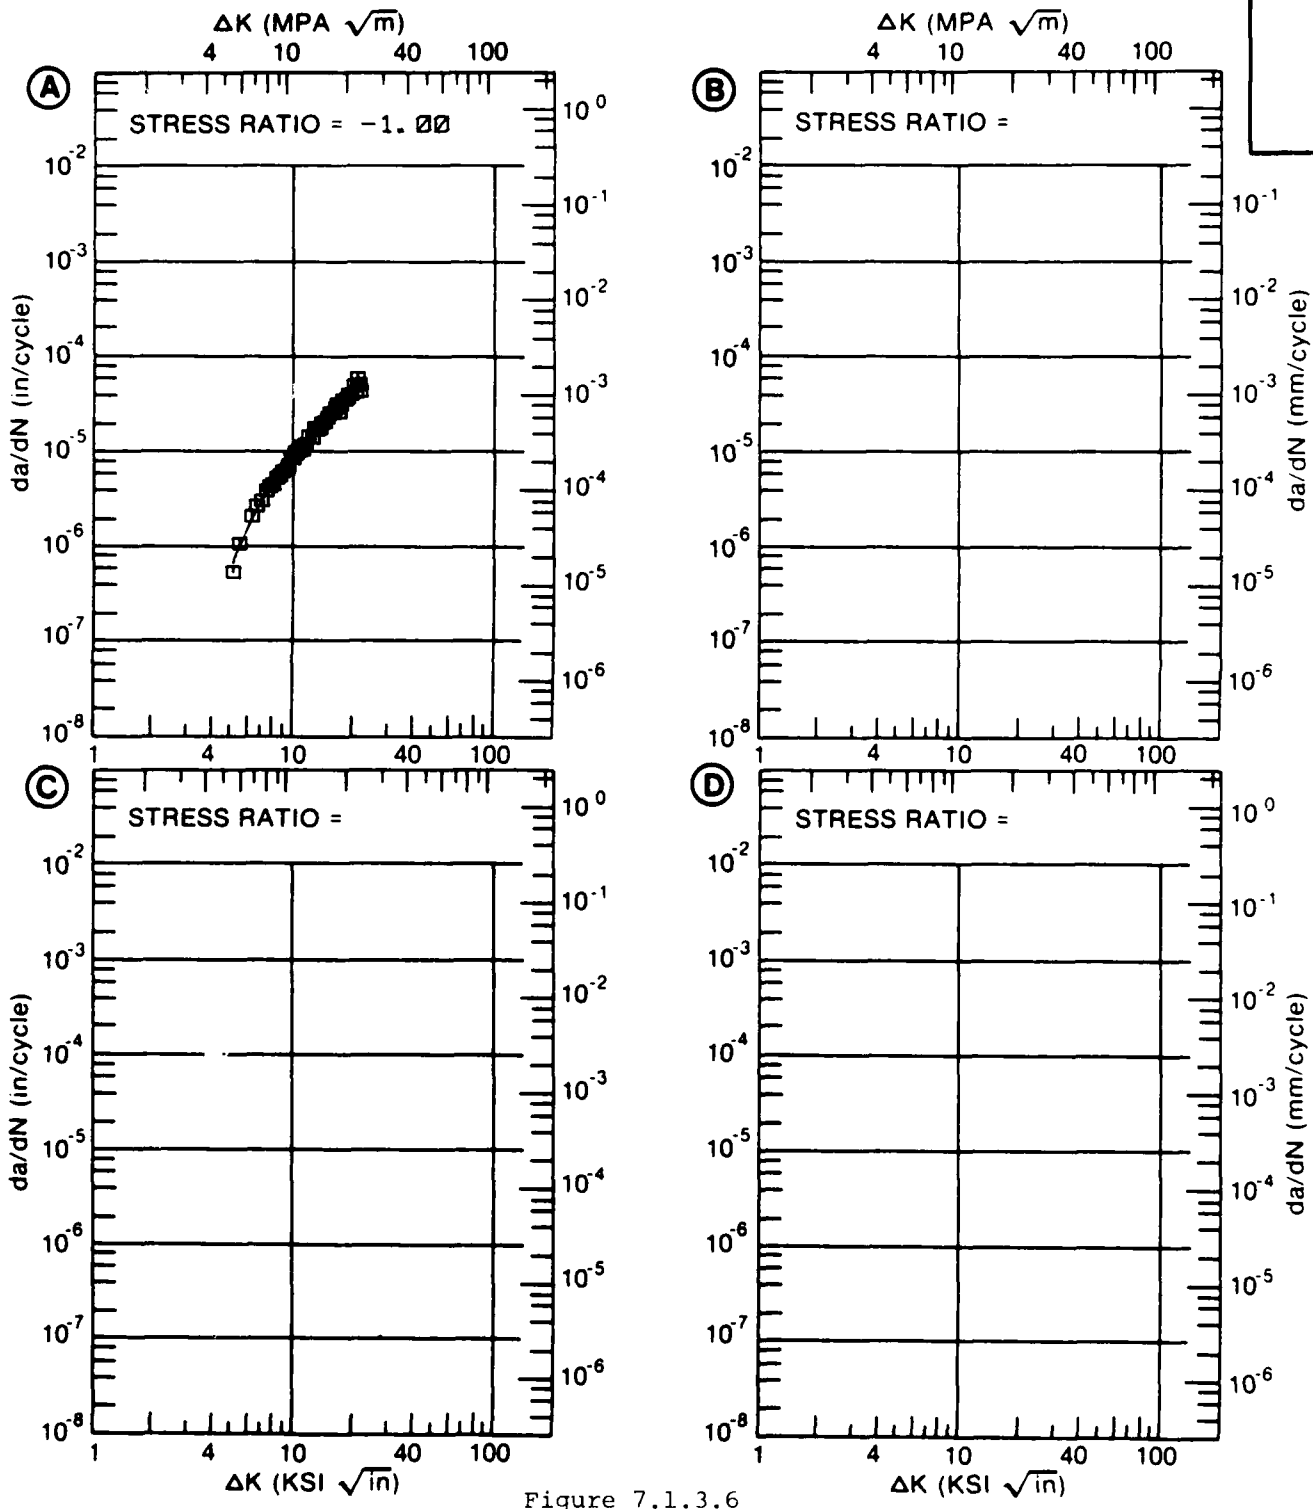 ΔK (MPA √m)
4 10 40 100
A
STRESS RATIO = -1.00
da/dN (in/cycle)
10-2
10-3
10-4
10-5
10-6
10-7
10-8
10 0
10-1
10-2
10-3
10-4
10-5
10-6
1 4 10 40 100
ΔK (MPA √m)
4 10 40 100
B
STRESS RATIO =
10-2
10-3
10-4
10-5
10-6
10-7
10-8
10-1
10-2
10-3
10-4
10-5
10-6
da/dN (mm/cycle)
1 4 10 40 100
C
STRESS RATIO =
da/dN (in/cycle)
10-2
10-3
10-4
10-5
10-6
10-7
10-8
10 0
10-1
10-2
10-3
10-4
10-5
10-6
1 4 10 40 100
ΔK (KSI √in)
D
STRESS RATIO =
10-2
10-3
10-4
10-5
10-6
10-7
10-8
10 0
10-1
10-2
10-3
10-4
10-5
10-6
da/dN (mm/cycle)
1 4 10 40 100
ΔK (KSI √in)
Figure 7.1.3.6